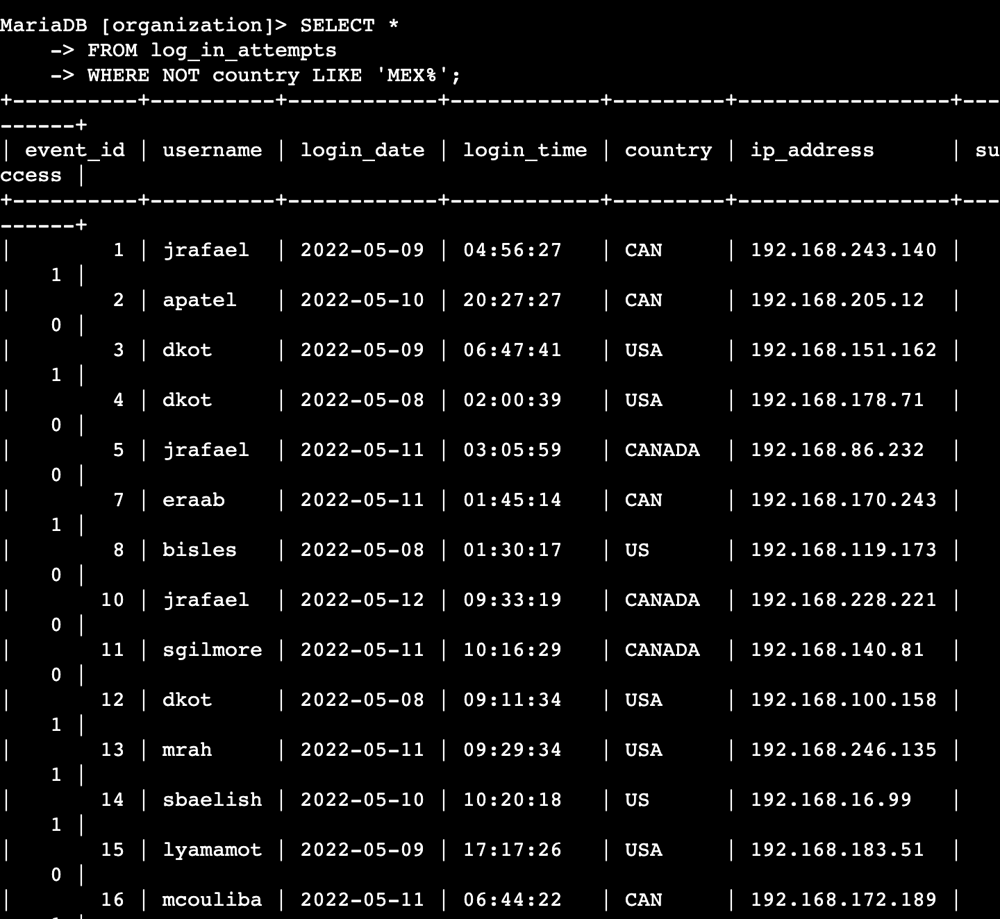 MariaDB [organization]> SELECT *
    -> FROM log_in_attempts
    -> WHERE NOT country LIKE 'MEX%';
+----------+----------+------------+------------+---------+-----------------+---
------+
| event_id | username | login_date | login_time | country | ip_address      | su
ccess |
+----------+----------+------------+------------+---------+-----------------+---
------+
|        1 | jrafael  | 2022-05-09 | 04:56:27   | CAN     | 192.168.243.140 |
    1 |
|        2 | apatel   | 2022-05-10 | 20:27:27   | CAN     | 192.168.205.12  |
    0 |
|        3 | dkot     | 2022-05-09 | 06:47:41   | USA     | 192.168.151.162 |
    1 |
|        4 | dkot     | 2022-05-08 | 02:00:39   | USA     | 192.168.178.71  |
    0 |
|        5 | jrafael  | 2022-05-11 | 03:05:59   | CANADA  | 192.168.86.232  |
    0 |
|        7 | eraab    | 2022-05-11 | 01:45:14   | CAN     | 192.168.170.243 |
    1 |
|        8 | bisles   | 2022-05-08 | 01:30:17   | US      | 192.168.119.173 |
    0 |
|       10 | jrafael  | 2022-05-12 | 09:33:19   | CANADA  | 192.168.228.221 |
    0 |
|       11 | sgilmore | 2022-05-11 | 10:16:29   | CANADA  | 192.168.140.81  |
    0 |
|       12 | dkot     | 2022-05-08 | 09:11:34   | USA     | 192.168.100.158 |
    1 |
|       13 | mrah     | 2022-05-11 | 09:29:34   | USA     | 192.168.246.135 |
    1 |
|       14 | sbaelish | 2022-05-10 | 10:20:18   | US      | 192.168.16.99   |
    1 |
|       15 | lyamamot | 2022-05-09 | 17:17:26   | USA     | 192.168.183.51  |
    0 |
|       16 | mcouliba | 2022-05-11 | 06:44:22   | CAN     | 192.168.172.189 |